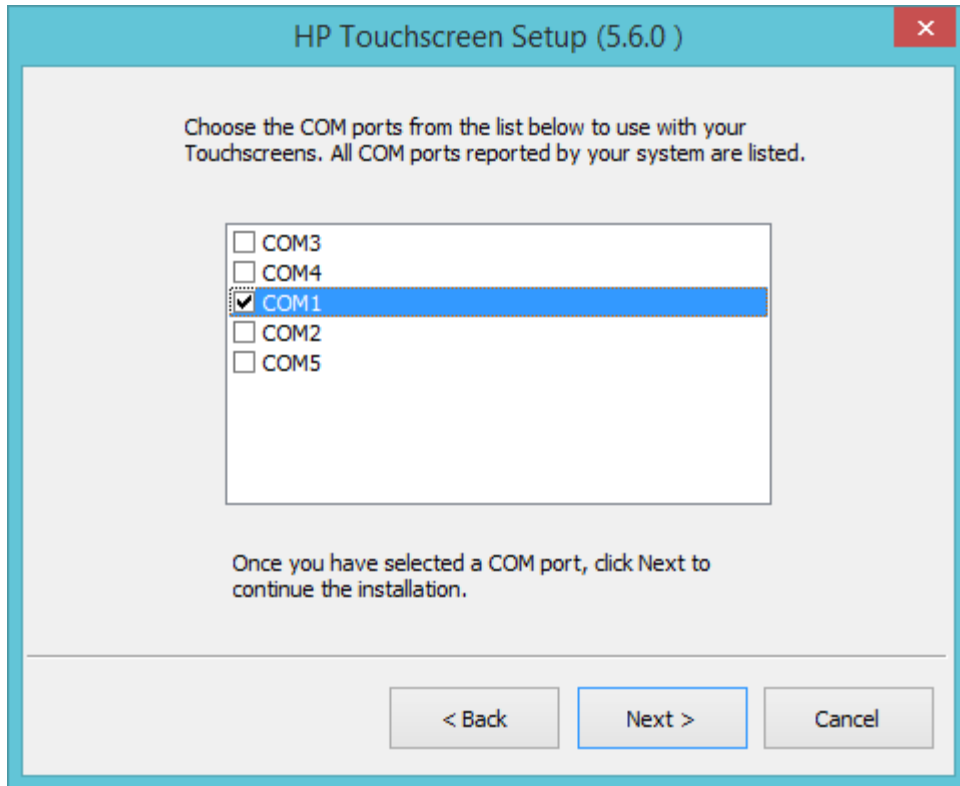 HP Touchscreen Setup (5.6.0 )
Choose the COM ports from the list below to use with your
Touchscreens. All COM ports reported by your system are listed.
COM3
COM4
COM1
COM2
COM5
Once you have selected a COM port, click Next to
continue the installation.
< Back
Next >
Cancel